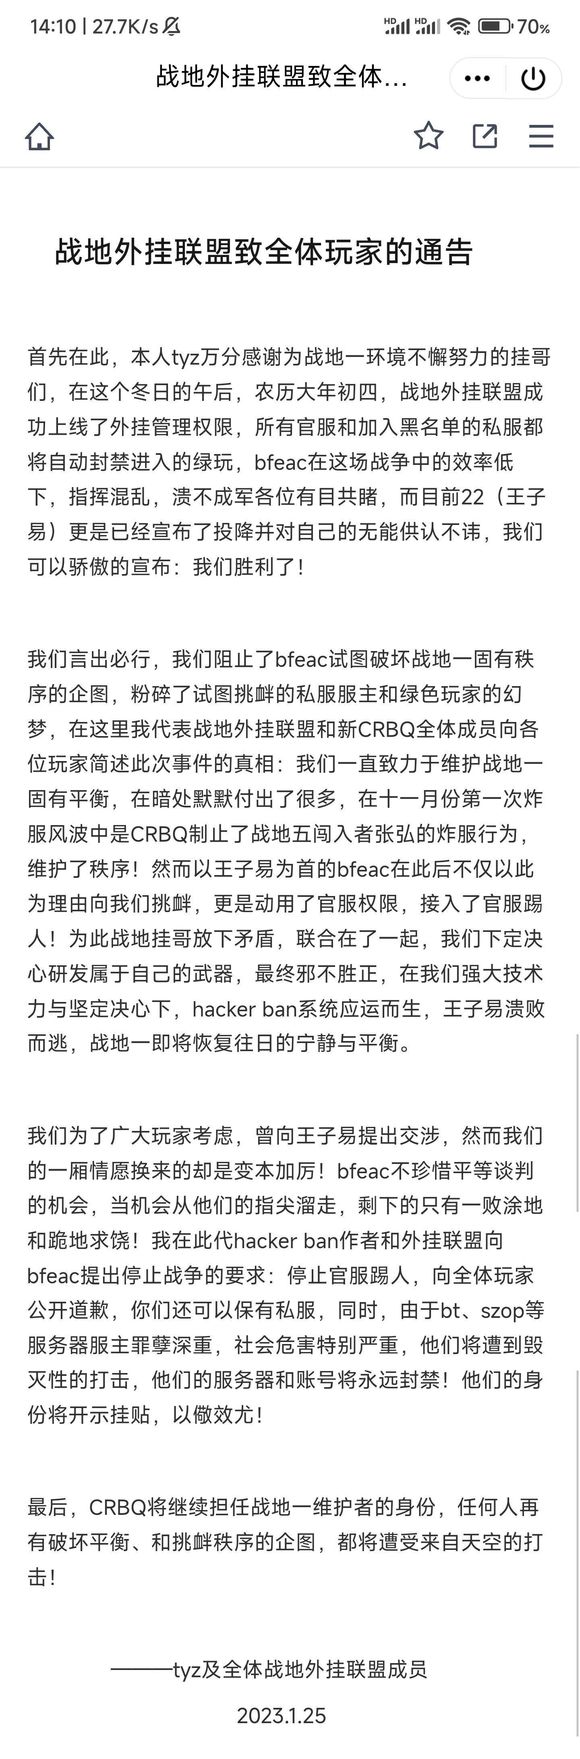 14:10 | 27.7K/s
HD HD 70%
战地外挂联盟致全体...
战地外挂联盟致全体玩家的通告
首先在此，本人tyz万分感谢为战地一环境不懈努力的挂哥
们，在这个冬日的午后，农历大年初四，战地外挂联盟成
功上线了外挂管理权限，所有官服和加入黑名单的私服都
将自动封禁进入的绿玩，bfeac在这场战争中的效率低
下，指挥混乱，溃不成军各位有目共睹，而目前22（王子
易）更是已经宣布了投降并对自己的无能供认不讳，我们
可以骄傲的宣布：我们胜利了！
我们言出必行，我们阻止了bfeac试图破坏战地一固有秩
序的企图，粉碎了试图挑衅的私服服主和绿色玩家的幻
梦，在这里我代表战地外挂联盟和新CRBQ全体成员向各
位玩家简述此次事件的真相：我们一直致力于维护战地一
固有平衡，在暗处默默付出了很多，在十一月份第一次炸
服风波中是CRBQ制止了战地五闯入者张弘的炸服行为，
维护了秩序！然而以王子易为首的bfeac在此后不仅以此
为理由向我们挑衅，更是动用了官服权限，接入了官服踢
人！为此战地挂哥放下矛盾，联合在了一起，我们下定决
心研发属于自己的武器，最终邪不胜正，在我们强大技术
力与坚定决心下，hacker ban系统应运而生，王子易溃败
而逃，战地一即将恢复往日的宁静与平衡。
我们为了广大玩家考虑，曾向王子易提出交涉，然而我们
的一厢情愿换来的却是变本加厉！bfeac不珍惜平等谈判
的机会，当机会从他们的指尖溜走，剩下的只有一败涂地
和跪地求饶！我在此代hacker ban作者和外挂联盟向
bfeac提出停止战争的要求：停止官服踢人，向全体玩家
公开道歉，你们还可以保有私服，同时，由于bt、szop等
服务器服主罪孽深重，社会危害特别严重，他们将遭到毁
灭性的打击，他们的服务器和账号将永远封禁！他们的身
份将开示挂贴，以儆效尤！
最后，CRBQ将继续担任战地一维护者的身份，任何人再
有破坏平衡、和挑衅秩序的企图，都将遭受来自天空的打
击！
———tyz及全体战地外挂联盟成员
2023.1.25